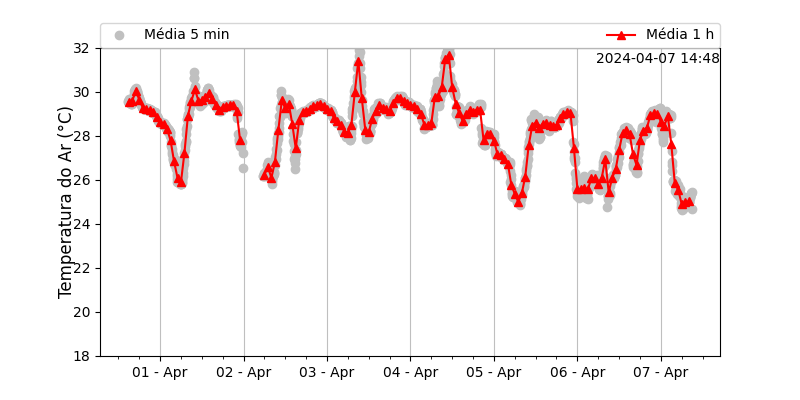 Média 5 min
Média 1 h
2024-04-07 14:48
Temperatura do Ar (°C)
32
30
28
26
24
22
20
18
01 - Apr
02 - Apr
03 - Apr
04 - Apr
05 - Apr
06 - Apr
07 - Apr